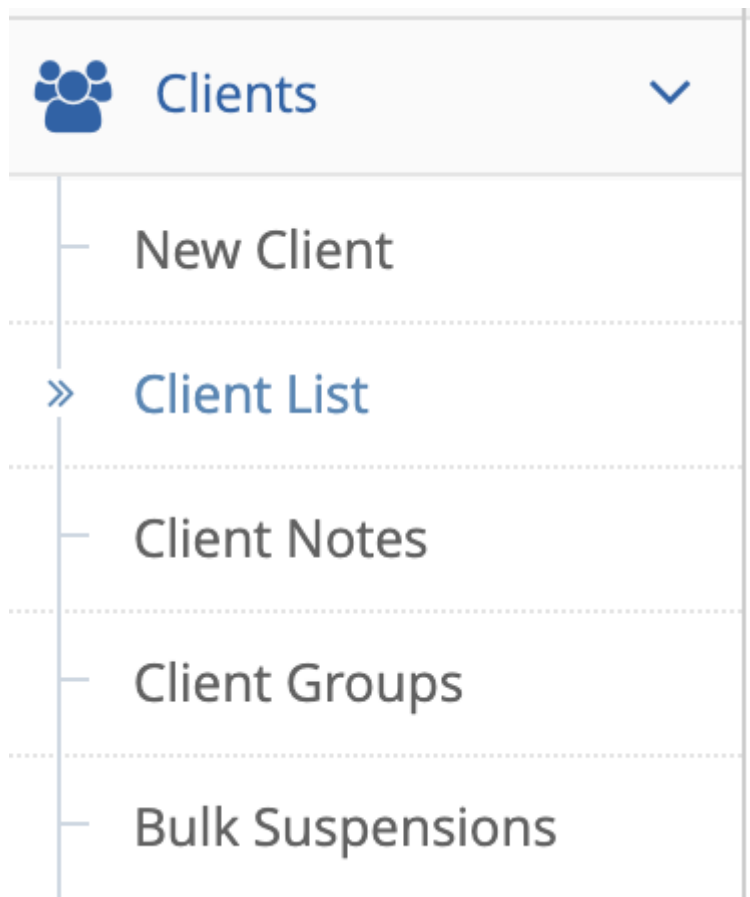 Clients
New Client
Client List
Client Notes
Client Groups
Bulk Suspensions